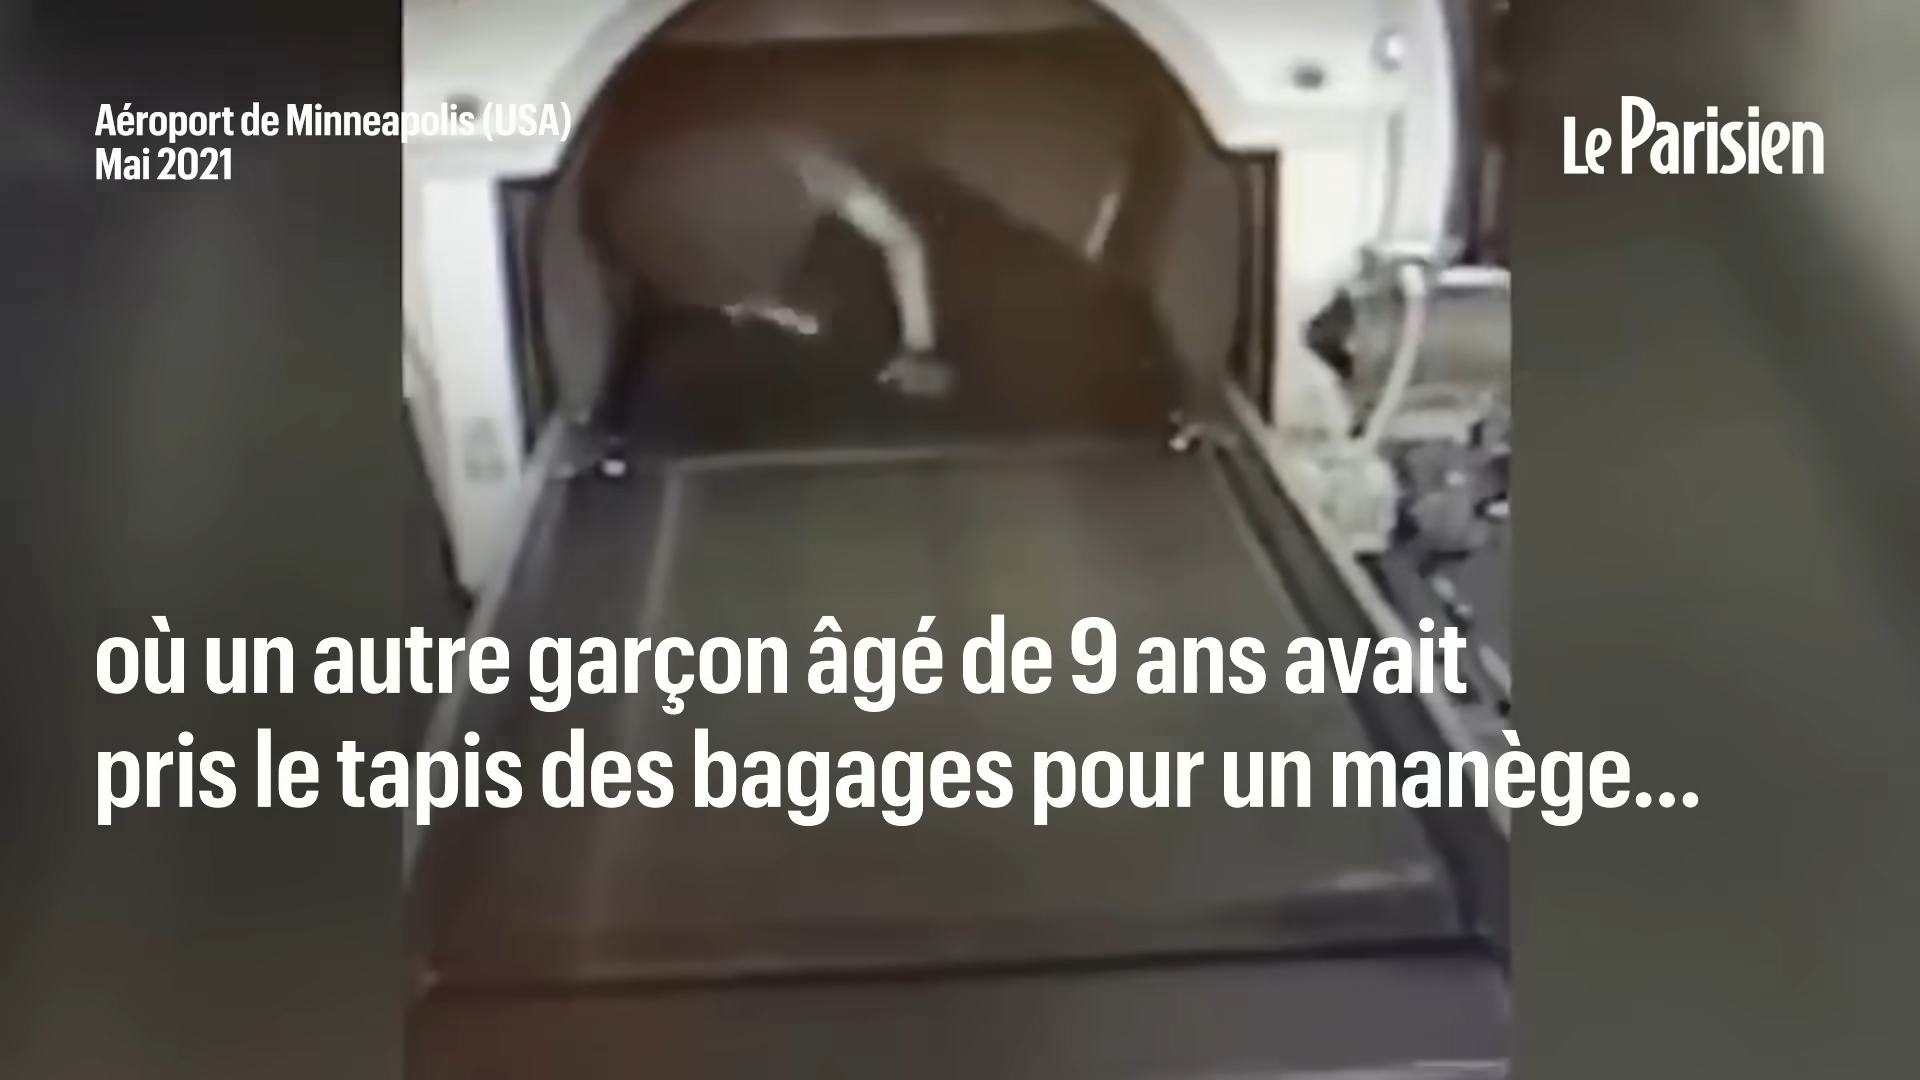 Aéroport de Minneapolis (USA)
Mai 2021
Le Parisien
où un autre garçon âgé de 9 ans avait
pris le tapis des bagages pour un manège...